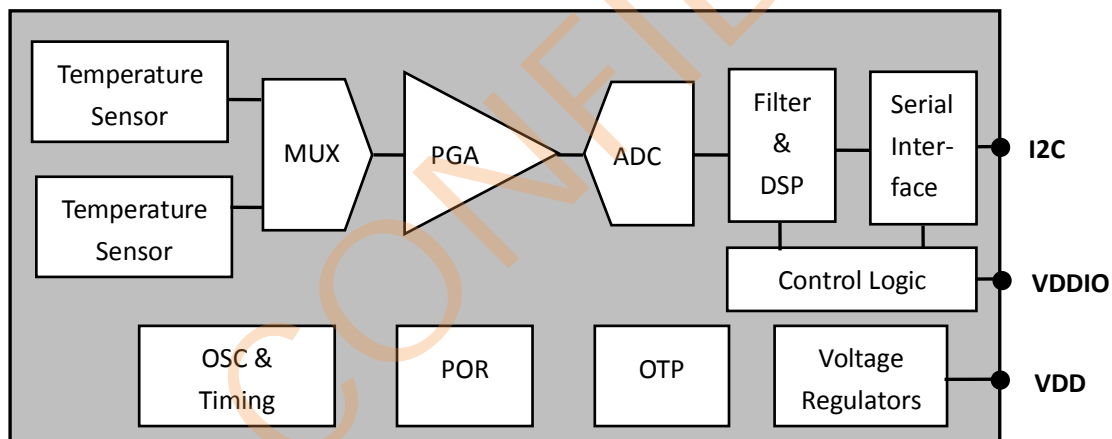 Temperature
Sensor
Temperature
Sensor
MUX
PGA
ADC
Filter
&
DSP
Serial
Inter-
face
I2C
Control Logic
VDDIO
OSC &
Timing
POR
OTP
Voltage
Regulators
VDD